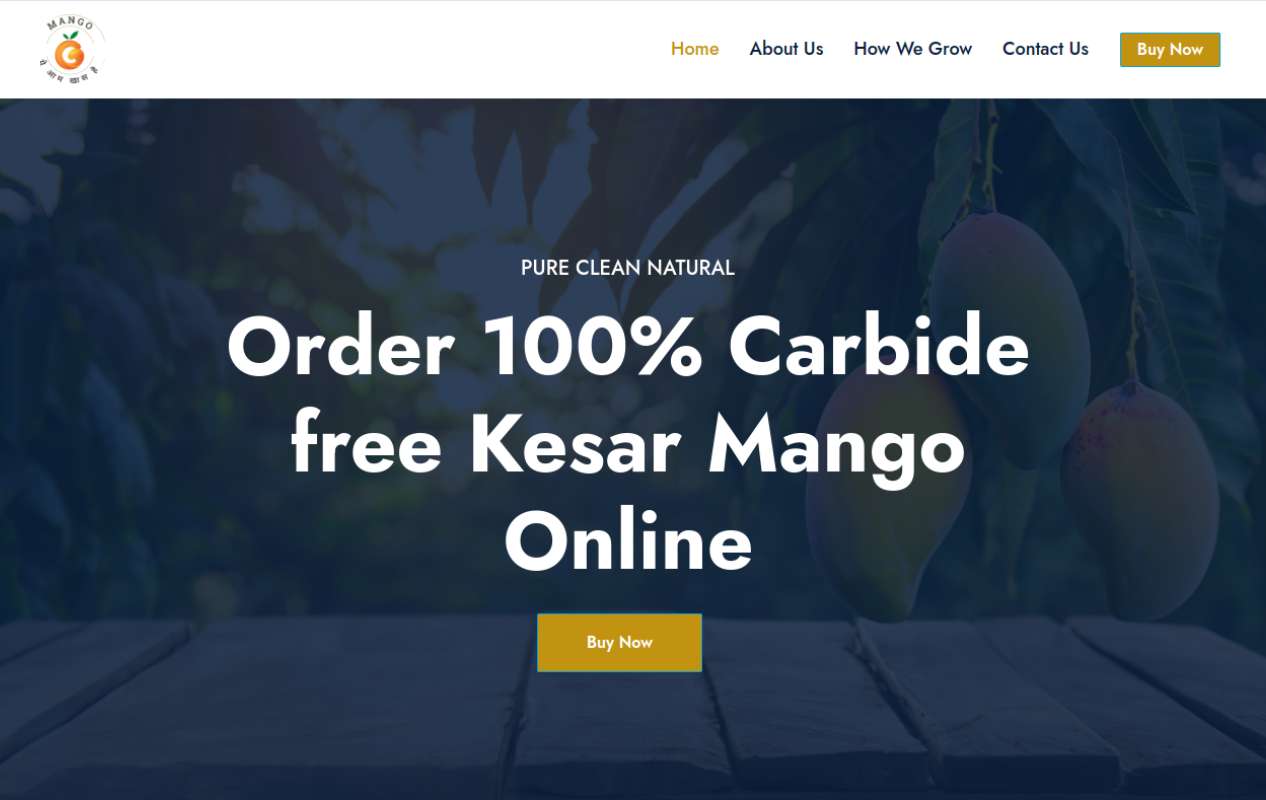 MANGO
ये आम खास है
Home
About Us
How We Grow
Contact Us
Buy Now
PURE CLEAN NATURAL
Order 100% Carbide
free Kesar Mango
Online
Buy Now